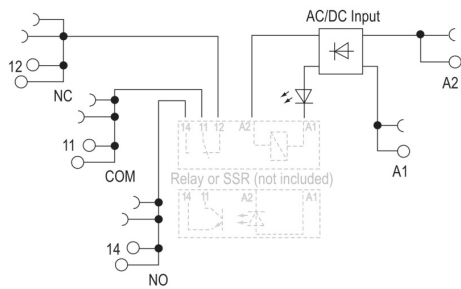 AC/DC Input
12
NC
A2
14 11 12 A2 A1
11
COM
A1
Relay or SSR (not included)
14 11 A2 A1
14
NO